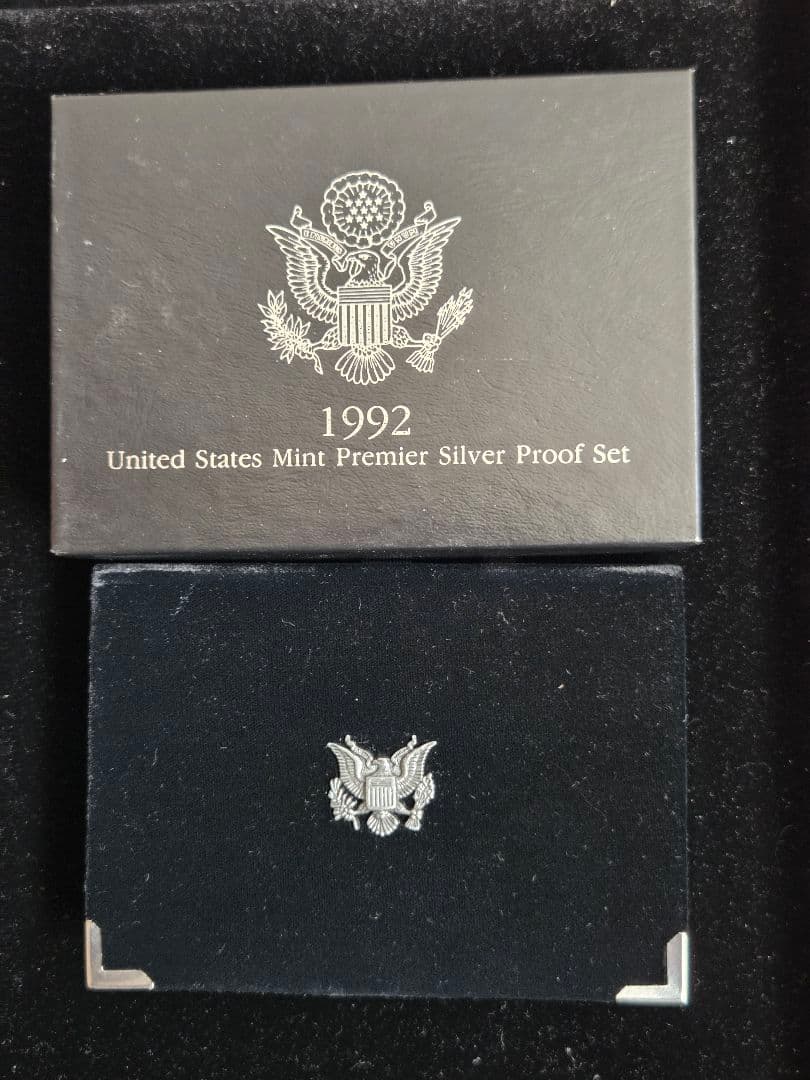 1992
United States Mint Premier Silver Proof Set